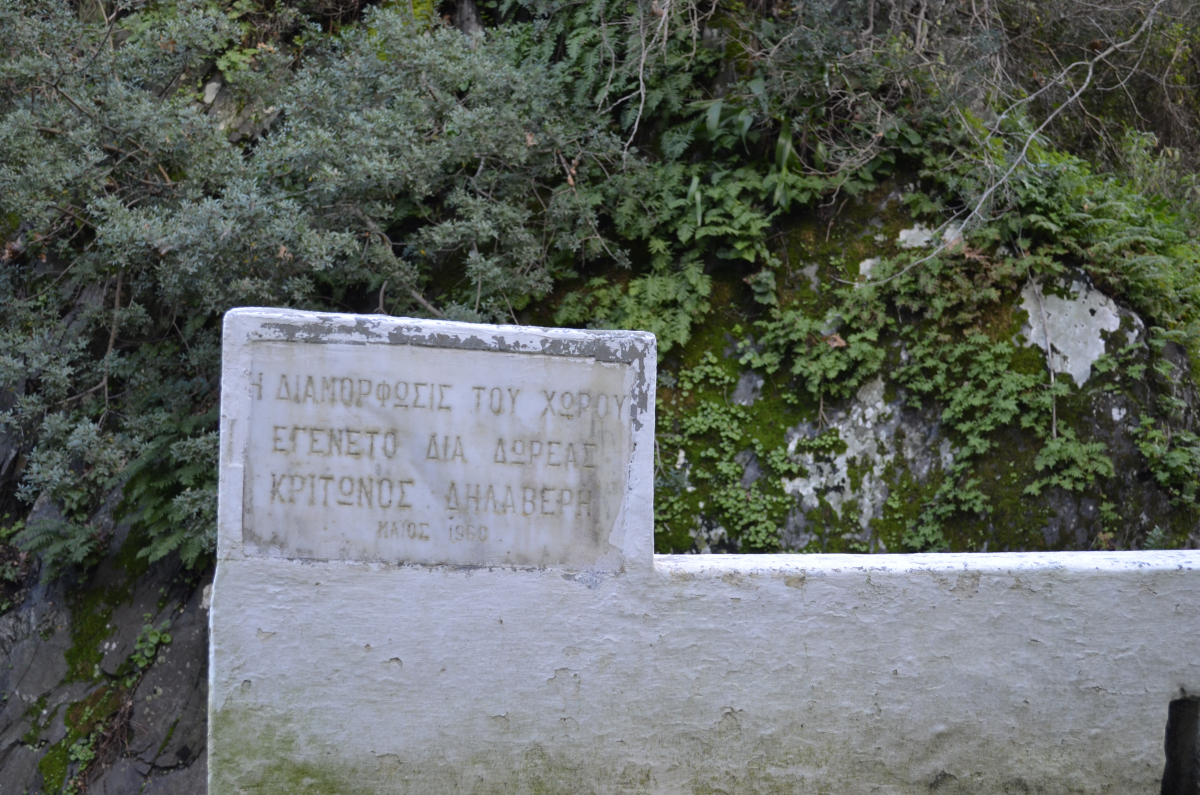 Η ΔΙΑΜΟΡΦΩΣΙΣ ΤΟΥ ΧΩΡΟΥ
ΕΓΕΝΕΤΟ ΔΙΑ ΔΩΡΕΑΣ
ΚΡΙΤΩΝΟΣ ΔΗΛΑΒΕΡΗ
ΜΑΙΟΣ 1960